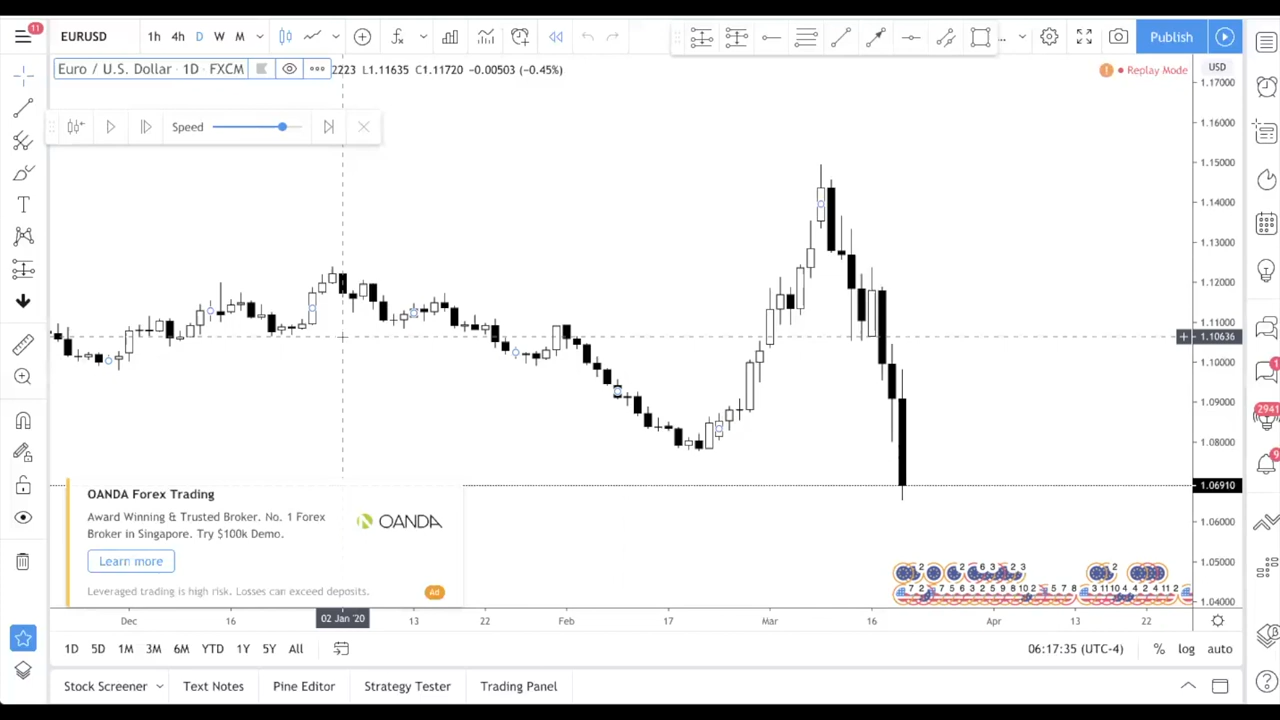 11
EURUSD
1h 4h D W M
Publish
Euro / U.S. Dollar · 1D · FXCM
2223 L1.11635 C1.11720 −0.00503 (−0.45%)
Replay Mode
USD
1.17000
Speed
1.16000
1.15000
1.14000
1.13000
1.12000
1.11000
1.10636
1.10000
1.09000
1.08000
1.06910
1.06000
1.05000
1.04000
1
2941
9
OANDA Forex Trading
Award Winning & Trusted Broker. No. 1 Forex
Broker in Singapore. Try $100k Demo.
OANDA
Learn more
Leveraged trading is high risk. Losses can exceed deposits.
Ad
Dec 16 02 Jan '20 13 22 Feb 17 Mar 16 Apr 13 22
1D 5D 1M 3M 6M YTD 1Y 5Y All
06:17:35 (UTC-4) % log auto
Stock Screener Text Notes Pine Editor Strategy Tester Trading Panel